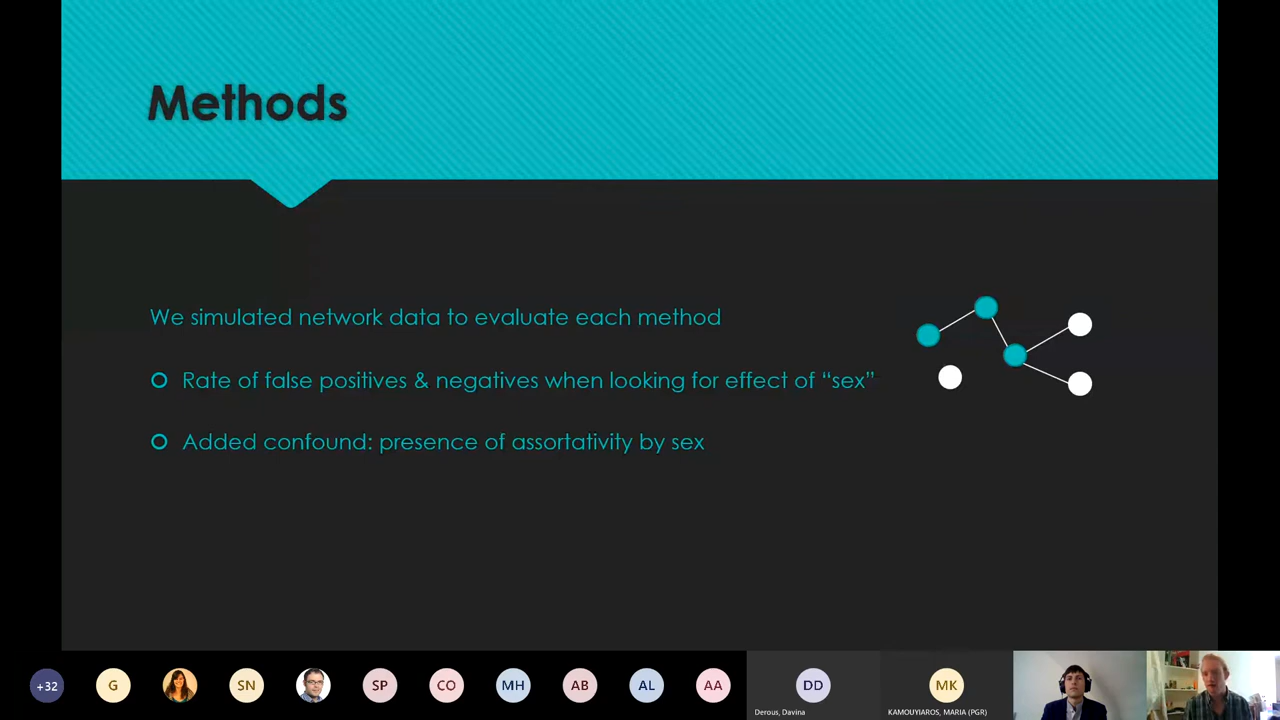 Methods
We simulated network data to evaluate each method
Rate of false positives & negatives when looking for effect of “sex”
Added confound: presence of assortativity by sex
+32
G
SN
SP
CO
MH
AB
AL
AA
DD
MK
Derous, Davina
KAMOUYIAROS, MARIA (PGR)